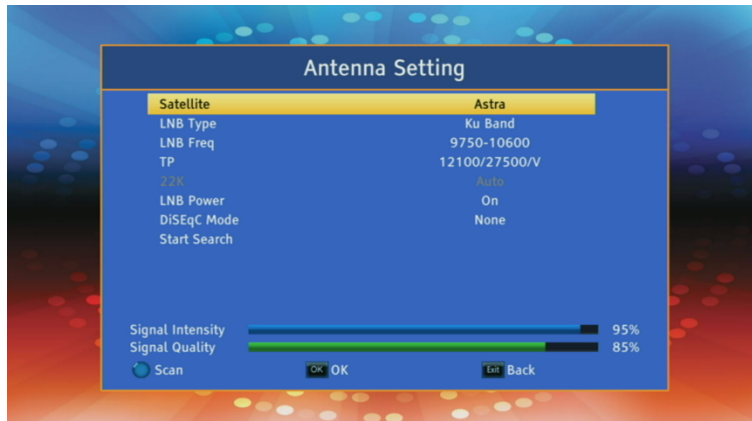 Antenna Setting
Satellite Astra
LNB Type Ku Band
LNB Freq 9750-10600
TP 12100/27500/V
22K Auto
LNB Power On
DiSEqC Mode None
Start Search
Signal Intensity 95%
Signal Quality 85%
Scan OK OK Exit Back